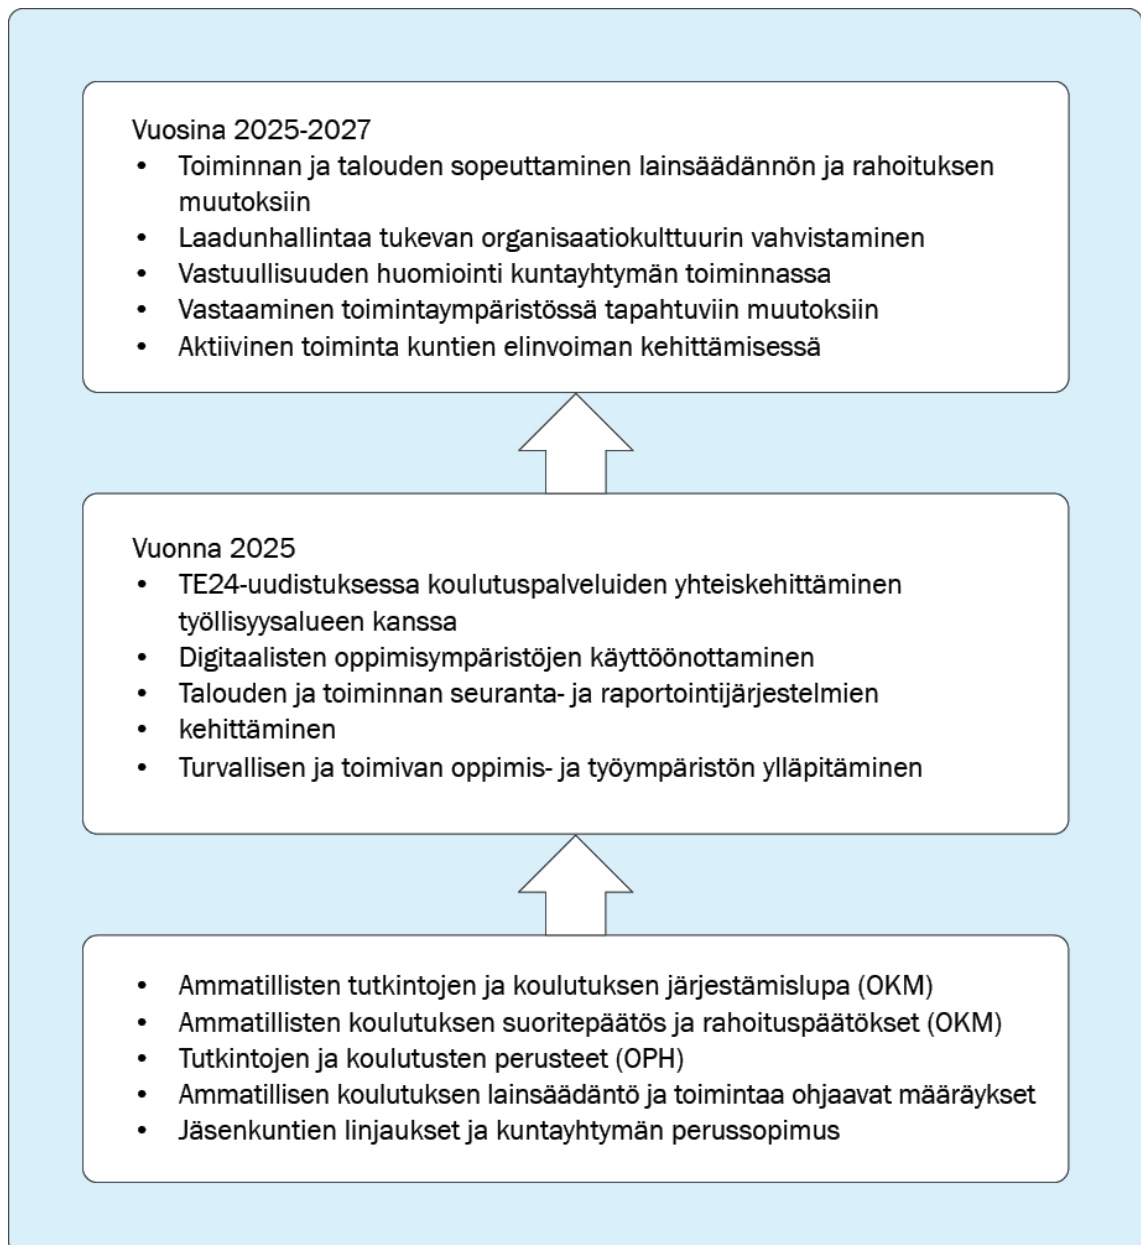 Vuosina 2025-2027
• Toiminnan ja talouden sopeuttaminen lainsäädännön ja rahoituksen
muutoksiin
• Laadunhallintaa tukevan organisaatiokulttuurin vahvistaminen
• Vastuullisuuden huomiointi kuntayhtymän toiminnassa
• Vastaaminen toimintaympäristössä tapahtuviin muutoksiin
• Aktiivinen toiminta kuntien elinvoiman kehittämisessä
Vuonna 2025
• TE24-uudistuksessa koulutuspalveluiden yhteiskehittäminen
työllisyysalueen kanssa
• Digitaalisten oppimisympäristöjen käyttöönottaminen
• Talouden ja toiminnan seuranta- ja raportointijärjestelmien
• kehittäminen
• Turvallisen ja toimivan oppimis- ja työympäristön ylläpitäminen
• Ammatillisten tutkintojen ja koulutuksen järjestämislupa (OKM)
• Ammatillisten koulutuksen suoritepäätös ja rahoituspäätökset (OKM)
• Tutkintojen ja koulutusten perusteet (OPH)
• Ammatillisen koulutuksen lainsäädäntö ja toimintaa ohjaavat määräykset
• Jäsenkuntien linjaukset ja kuntayhtymän perussopimus